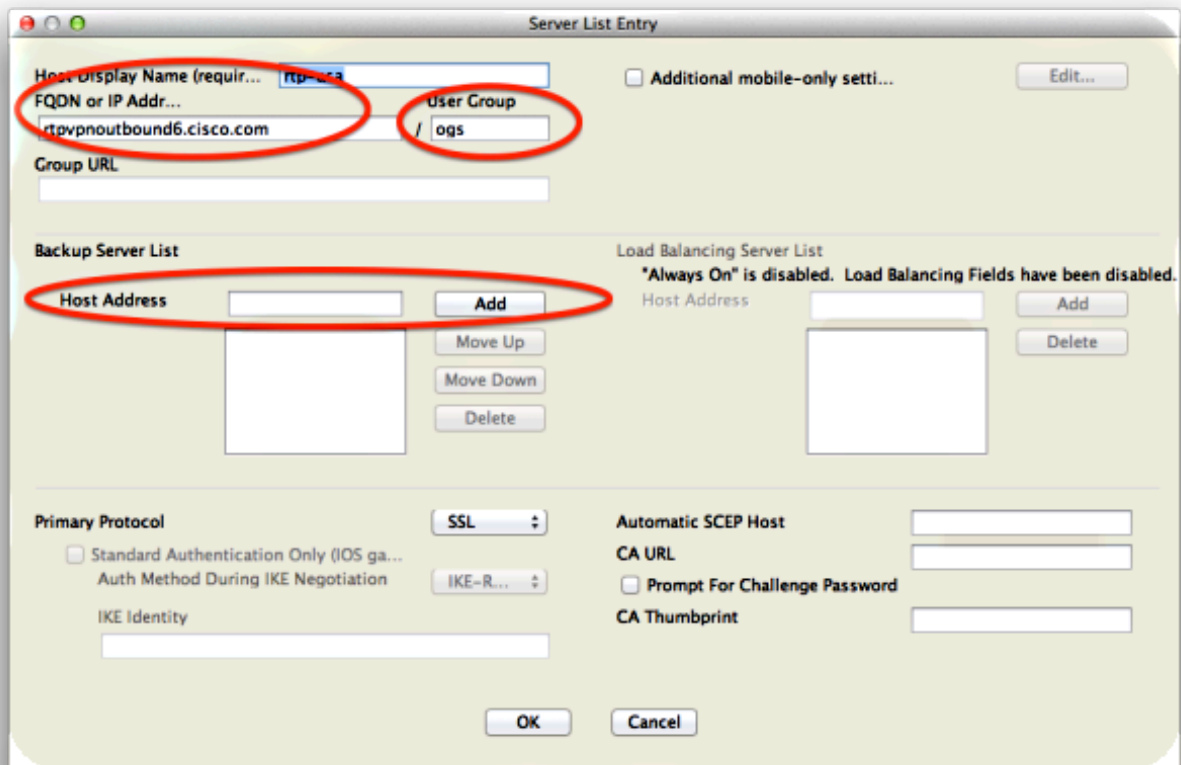 Server List Entry
Host Display Name (requir... rtp-usa
Additional mobile-only setti... Edit...
FQDN or IP Addr... User Group
rtpvpnoutbound6.cisco.com / ogs
Group URL
Backup Server List
Load Balancing Server List
"Always On" is disabled. Load Balancing Fields have been disabled.
Host Address Add
Host Address Add
Move Up
Delete
Move Down
Delete
Primary Protocol SSL
Automatic SCEP Host
Standard Authentication Only (IOS ga...
CA URL
Auth Method During IKE Negotiation IKE-R...
Prompt For Challenge Password
IKE Identity
CA Thumbprint
OK Cancel